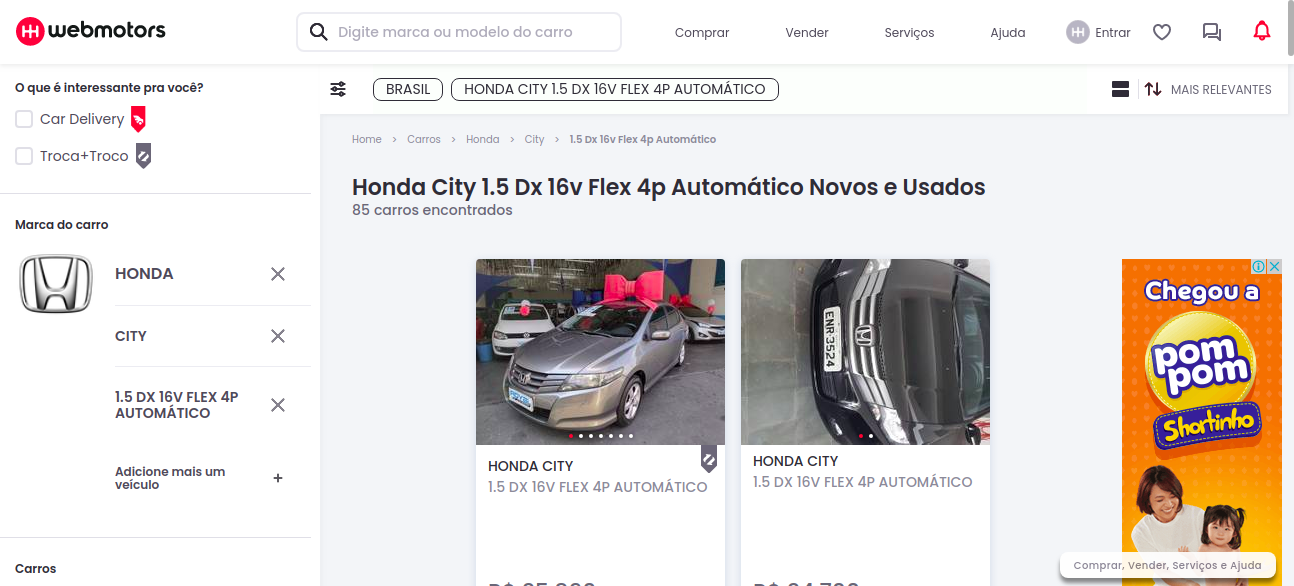 webmotors
Digite marca ou modelo do carro
Comprar
Vender
Serviços
Ajuda
Entrar
O que é interessante pra você?
Car Delivery
Troca+Troco
BRASIL
HONDA CITY 1.5 DX 16V FLEX 4P AUTOMÁTICO
MAIS RELEVANTES
Home > Carros > Honda > City > 1.5 Dx 16v Flex 4p Automático
Honda City 1.5 Dx 16v Flex 4p Automático Novos e Usados
85 carros encontrados
Marca do carro
HONDA
CITY
1.5 DX 16V FLEX 4P
AUTOMÁTICO
Adicione mais um
veículo
+
Carros
ENR 3524
HONDA CITY
1.5 DX 16V FLEX 4P AUTOMÁTICO
HONDA CITY
1.5 DX 16V FLEX 4P AUTOMÁTICO
Chegou a
pom
pom
Shortinho
Comprar, Vender, Serviços e Ajuda